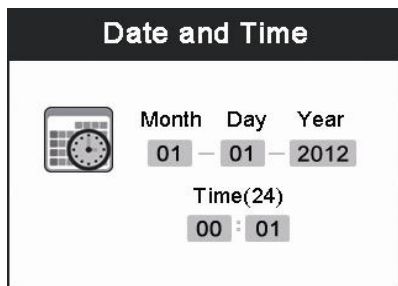 Date and Time
Month Day Year
01 – 01 – 2012
Time(24)
00 : 01